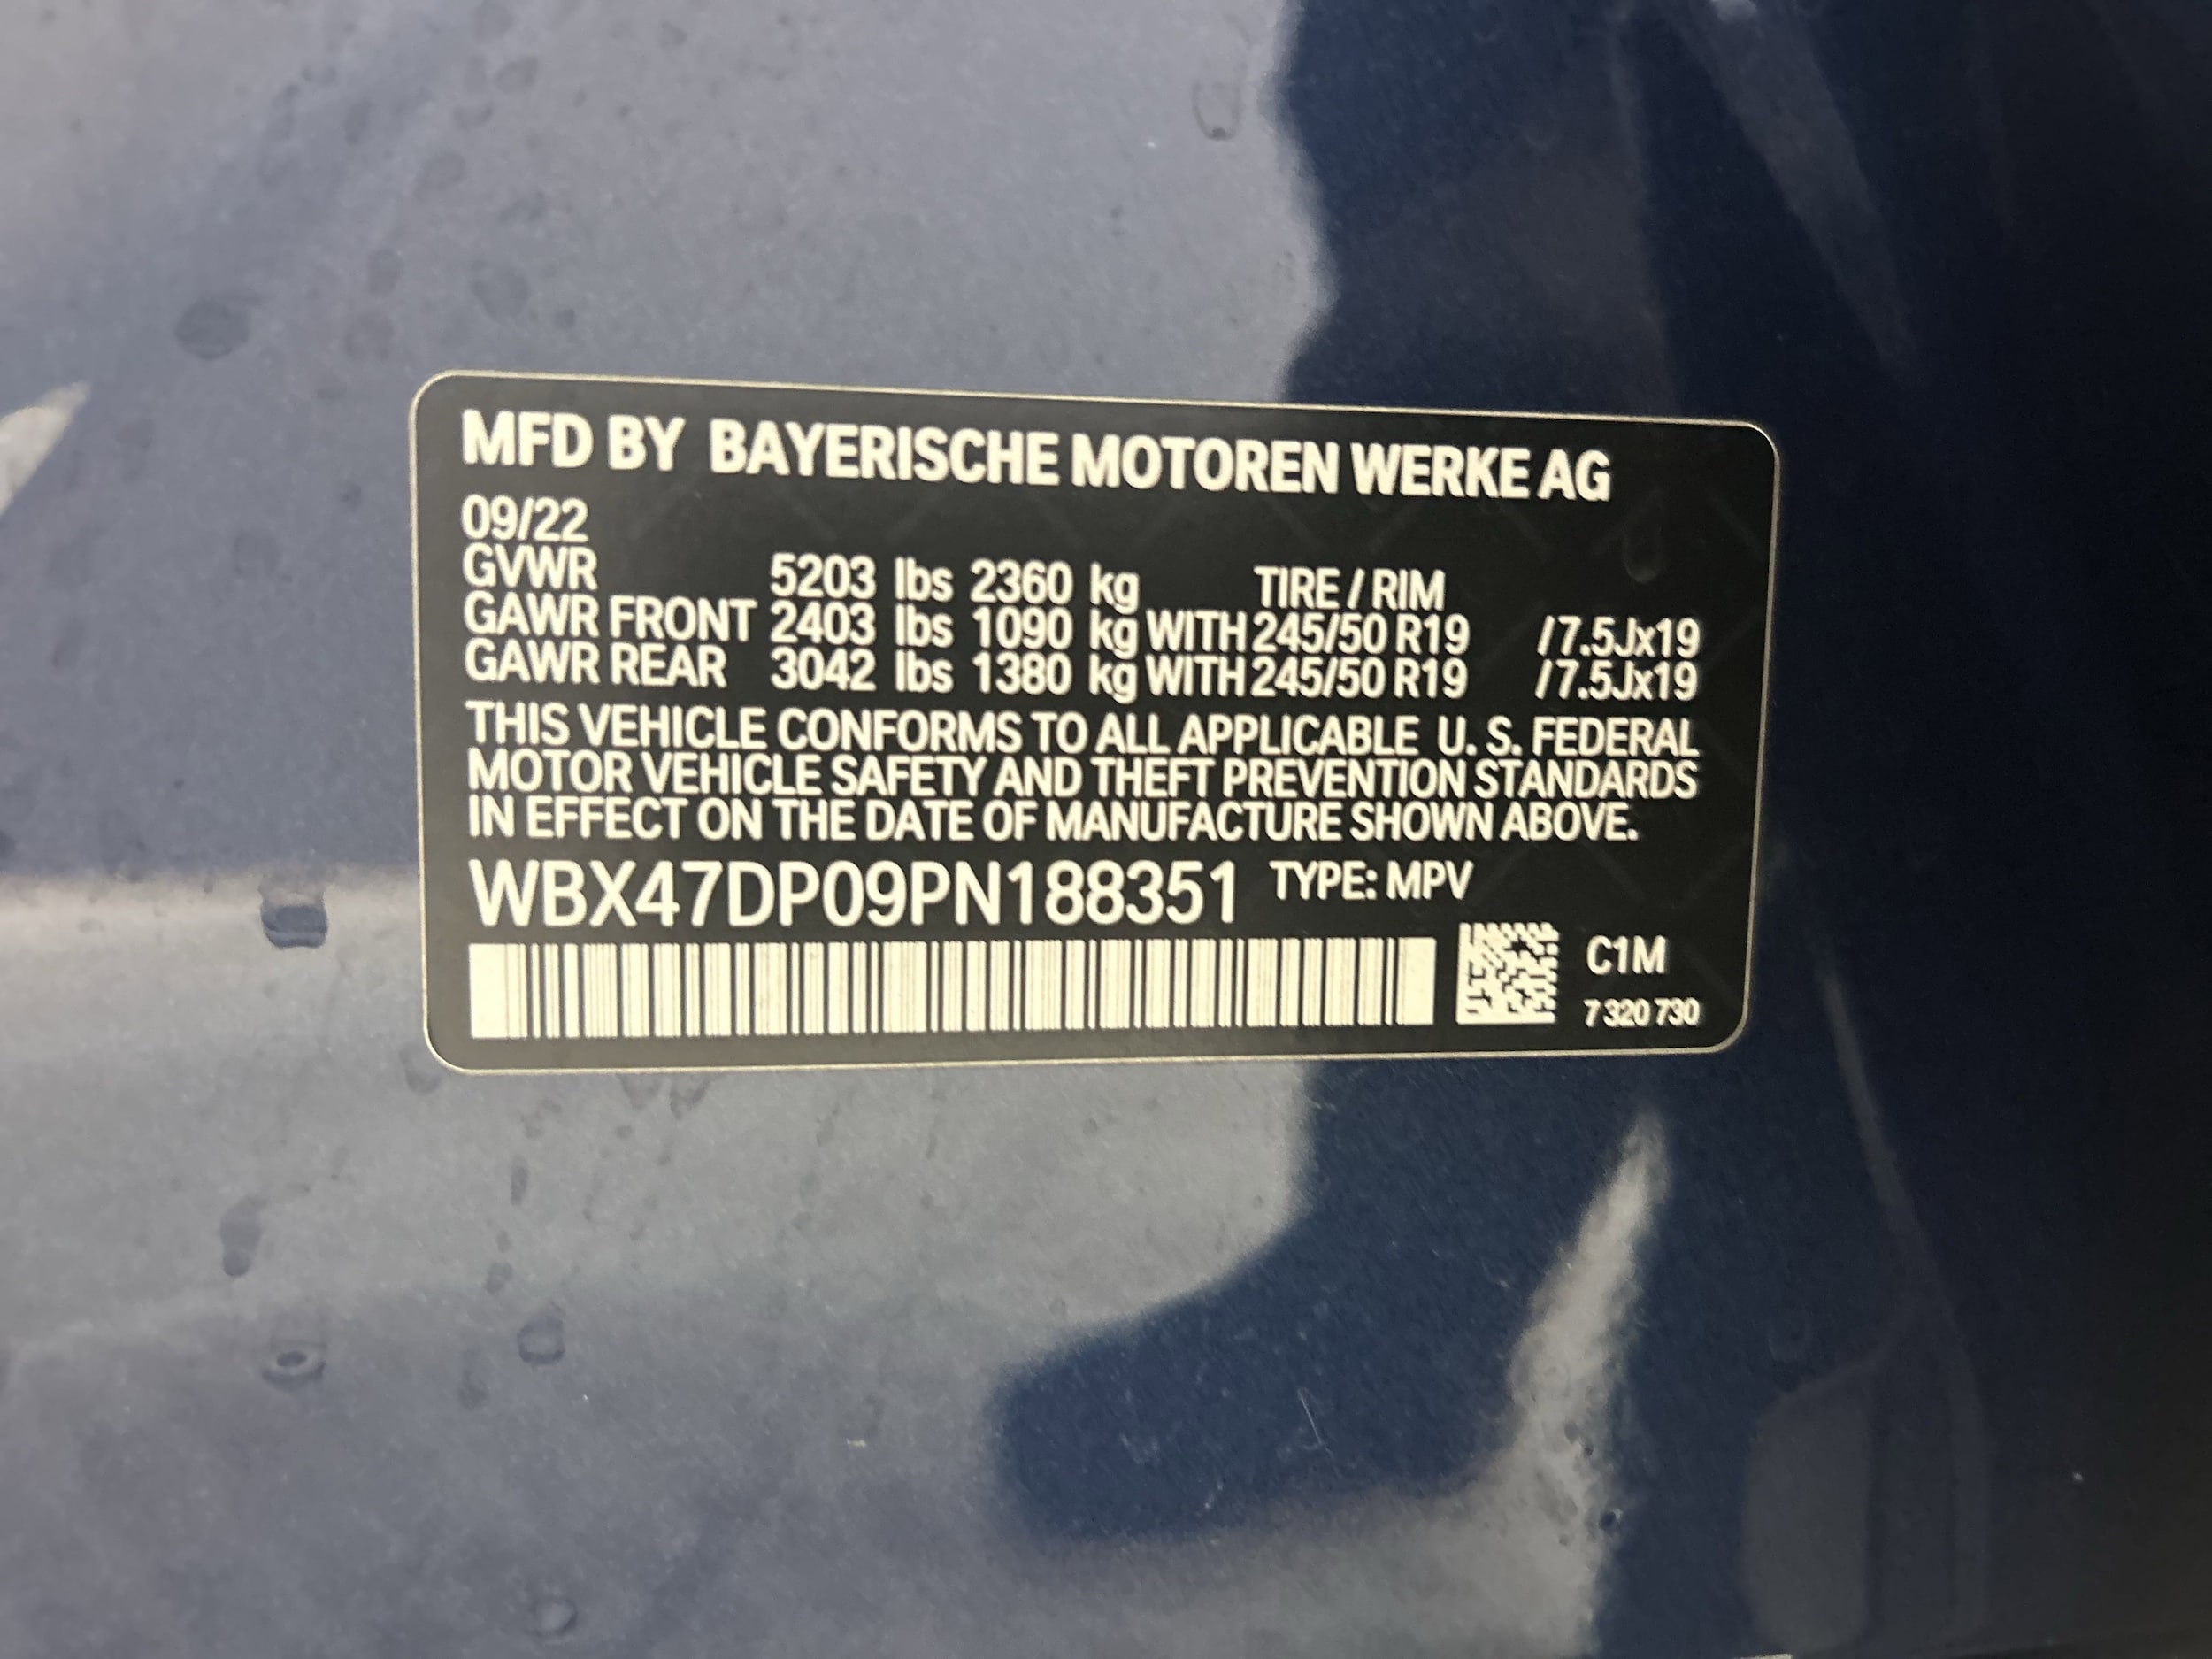 MFD BY BAYERISCHE MOTOREN WERKE AG
09/22
GVWR 5203 lbs 2360 kg TIRE / RIM
GAWR FRONT 2403 lbs 1090 kg WITH 245/50 R19 /7.5Jx19
GAWR REAR 3042 lbs 1380 kg WITH 245/50 R19 /7.5Jx19
THIS VEHICLE CONFORMS TO ALL APPLICABLE U. S. FEDERAL
MOTOR VEHICLE SAFETY AND THEFT PREVENTION STANDARDS
IN EFFECT ON THE DATE OF MANUFACTURE SHOWN ABOVE.
WBX47DP09PN188351 TYPE: MPV
C1M
7 320 730